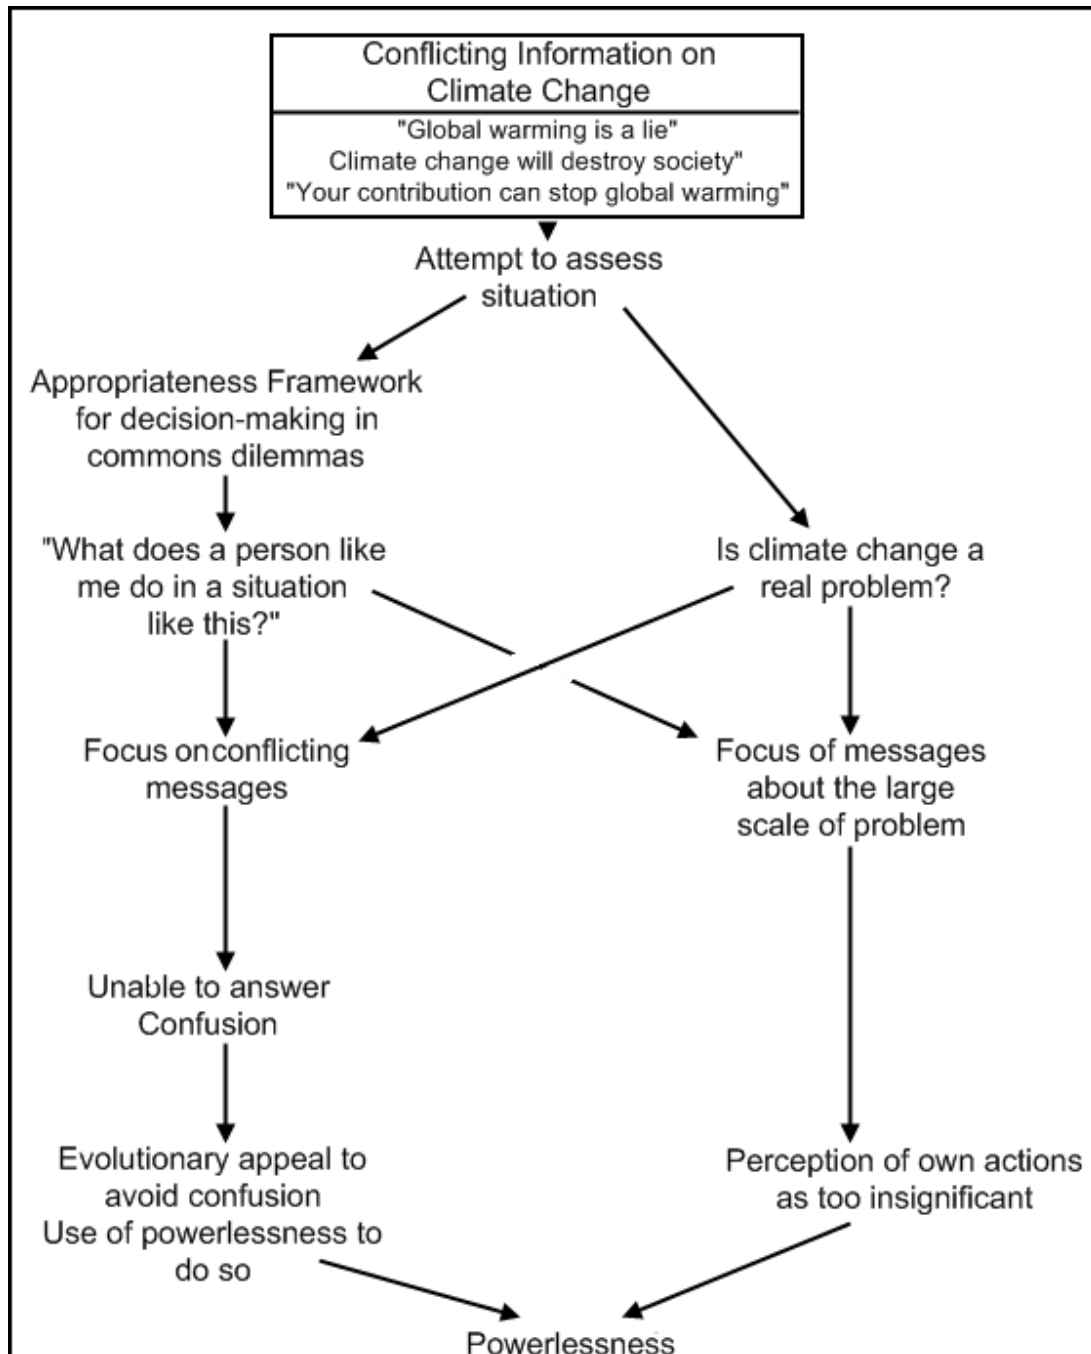 Conflicting Information on
Climate Change
"Global warming is a lie"
Climate change will destroy society"
"Your contribution can stop global warming"
Attempt to assess
situation
Appropriateness Framework
for decision-making in
commons dilemmas
"What does a person like
me do in a situation
like this?"
Is climate change a
real problem?
Focus on conflicting
messages
Focus of messages
about the large
scale of problem
Unable to answer
Confusion
Evolutionary appeal to
avoid confusion
Use of powerlessness to
do so
Perception of own actions
as too insignificant
Powerlessness